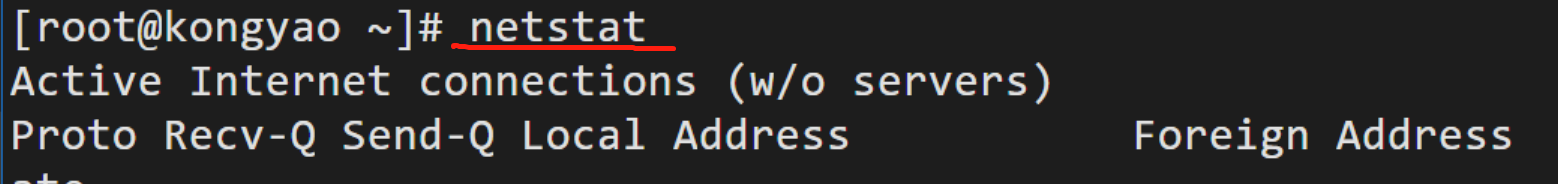 [root@kongyao ~]# netstat
Active Internet connections (w/o servers)
Proto Recv-Q Send-Q Local Address Foreign Address